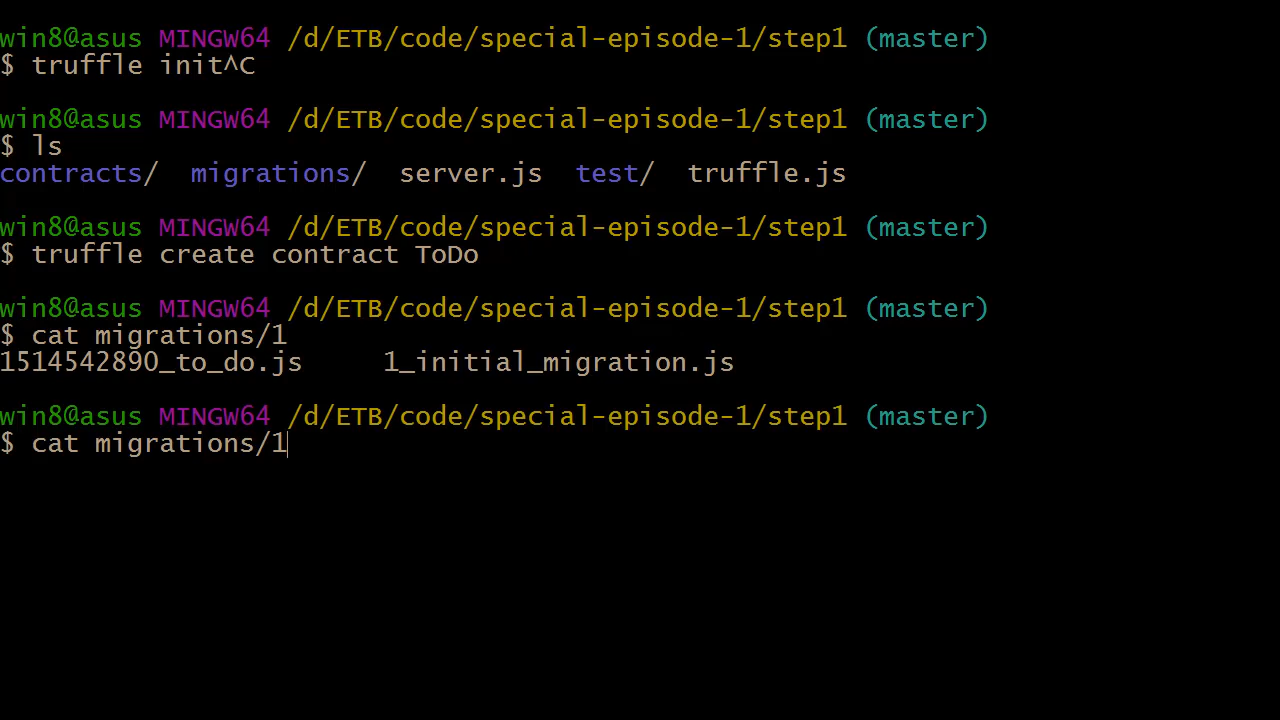 win8@asus MINGW64 /d/ETB/code/special-episode-1/step1 (master)
$ truffle init^C
win8@asus MINGW64 /d/ETB/code/special-episode-1/step1 (master)
$ ls
contracts/  migrations/  server.js  test/  truffle.js
win8@asus MINGW64 /d/ETB/code/special-episode-1/step1 (master)
$ truffle create contract ToDo
win8@asus MINGW64 /d/ETB/code/special-episode-1/step1 (master)
$ cat migrations/1
1514542890_to_do.js     1_initial_migration.js
win8@asus MINGW64 /d/ETB/code/special-episode-1/step1 (master)
$ cat migrations/1